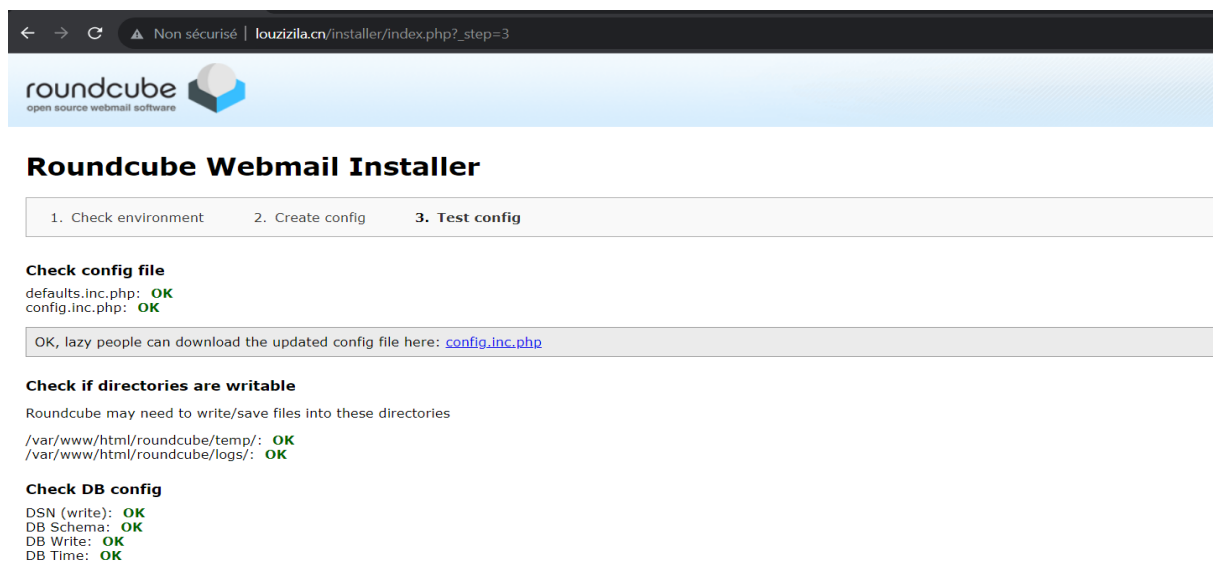 Non sécurisé | louzizila.cn/installer/index.php?_step=3
roundcube
open source webmail software
Roundcube Webmail Installer
1. Check environment 2. Create config 3. Test config
Check config file
defaults.inc.php: OK
config.inc.php: OK
OK, lazy people can download the updated config file here: config.inc.php
Check if directories are writable
Roundcube may need to write/save files into these directories
/var/www/html/roundcube/temp/: OK
/var/www/html/roundcube/logs/: OK
Check DB config
DSN (write): OK
DB Schema: OK
DB Write: OK
DB Time: OK